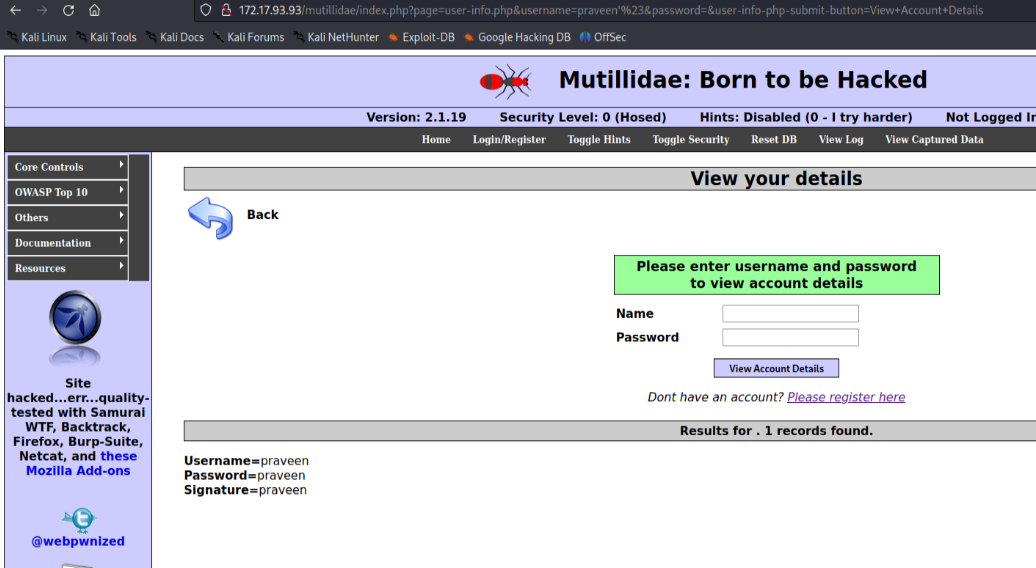 172.17.93.93/mutillidae/index.php?page=user-info.php&username=praveen'%23&password=&user-info-php-submit-button=View+Account+Details
Kali Linux Kali Tools Kali Docs Kali Forums Kali NetHunter Exploit-DB Google Hacking DB OffSec
Mutillidae: Born to be Hacked
Version: 2.1.19 Security Level: 0 (Hosed) Hints: Disabled (0 - I try harder) Not Logged In
Home Login/Register Toggle Hints Toggle Security Reset DB View Log View Captured Data
Core Controls
OWASP Top 10
Others
Documentation
Resources
Site
hacked...err...quality-
tested with Samurai
WTF, Backtrack,
Firefox, Burp-Suite,
Netcat, and these
Mozilla Add-ons
@webpwnized
View your details
Back
Please enter username and password
to view account details
Name
Password
View Account Details
Dont have an account? Please register here
Results for . 1 records found.
Username=praveen
Password=praveen
Signature=praveen